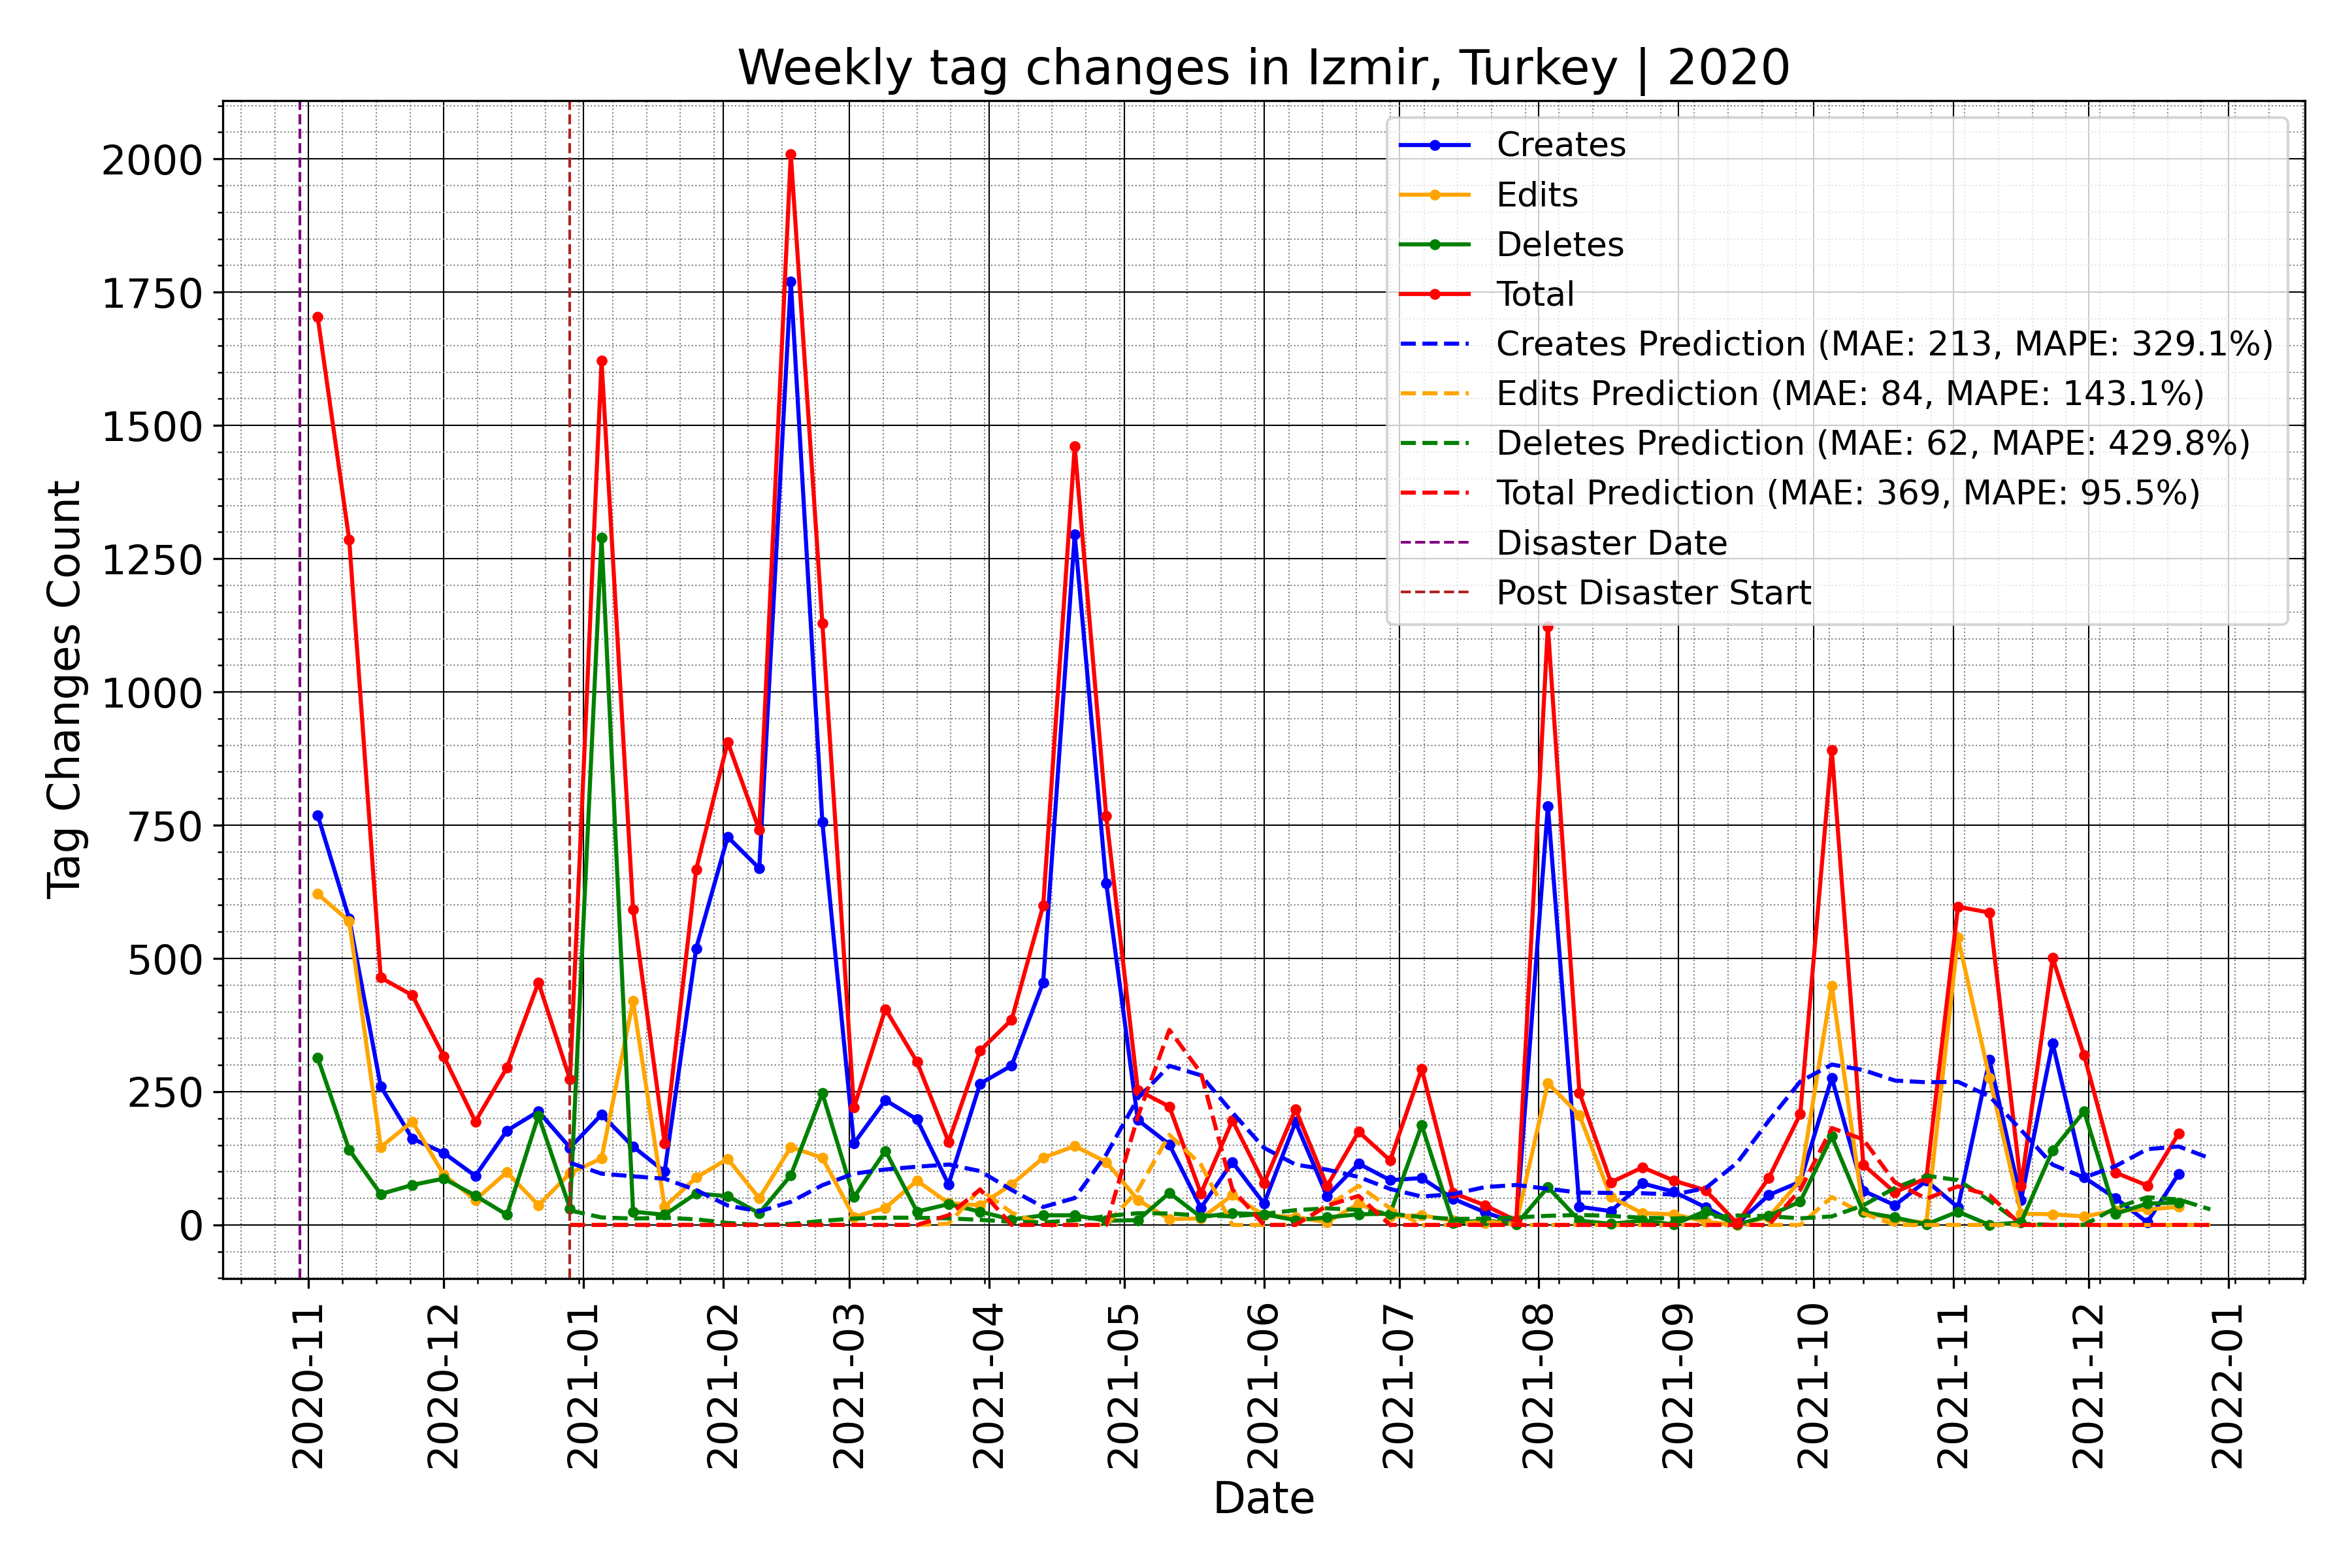 Weekly tag changes in Izmir, Turkey | 2020
Tag Changes Count
2000
1750
1500
1250
1000
750
500
250
0
Creates
Edits
Deletes
Total
Creates Prediction (MAE: 213, MAPE: 329.1%)
Edits Prediction (MAE: 84, MAPE: 143.1%)
Deletes Prediction (MAE: 62, MAPE: 429.8%)
Total Prediction (MAE: 369, MAPE: 95.5%)
Disaster Date
Post Disaster Start
2020-11
2020-12
2021-01
2021-02
2021-03
2021-04
2021-05
2021-06
2021-07
2021-08
2021-09
2021-10
2021-11
2021-12
2022-01
Date